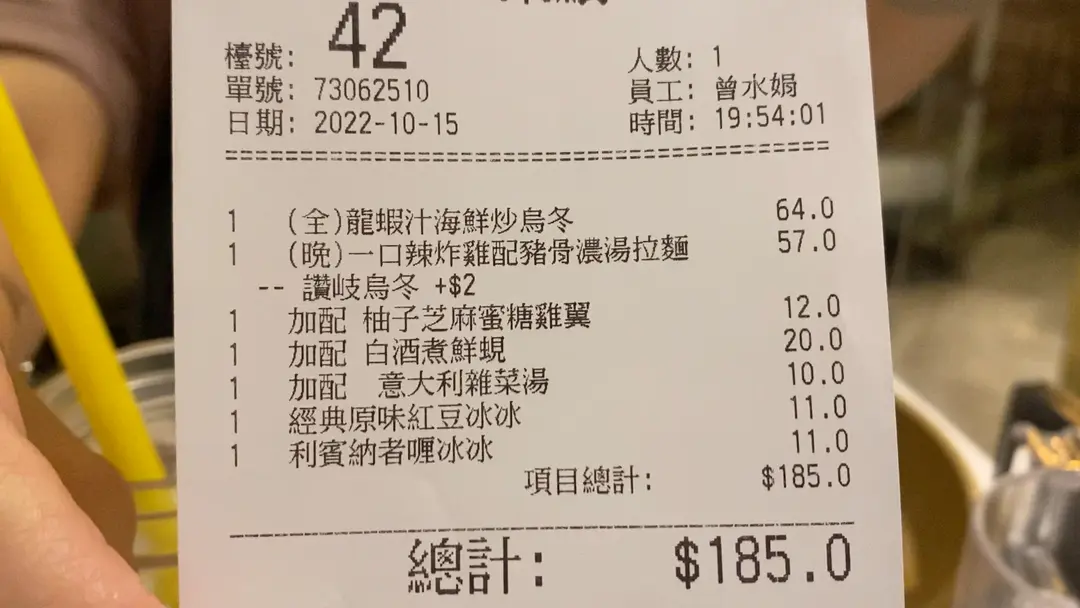 檯號: 42 人數: 1
單號: 73062510 員工: 曾水娟
日期: 2022-10-15 時間: 19:54:01
1 (全)龍蝦汁海鮮炒烏冬 64.0
1 (晚)一口辣炸雞配豬骨濃湯拉麵 57.0
-- 讚岐烏冬 +$2
1 加配 柚子芝麻蜜糖雞翼 12.0
1 加配 白酒煮鮮蜆 20.0
1 加配 意大利雜菜湯 10.0
1 經典原味紅豆冰冰 11.0
1 利賓納者喱冰冰 11.0
項目總計: $185.0
總計: $185.0